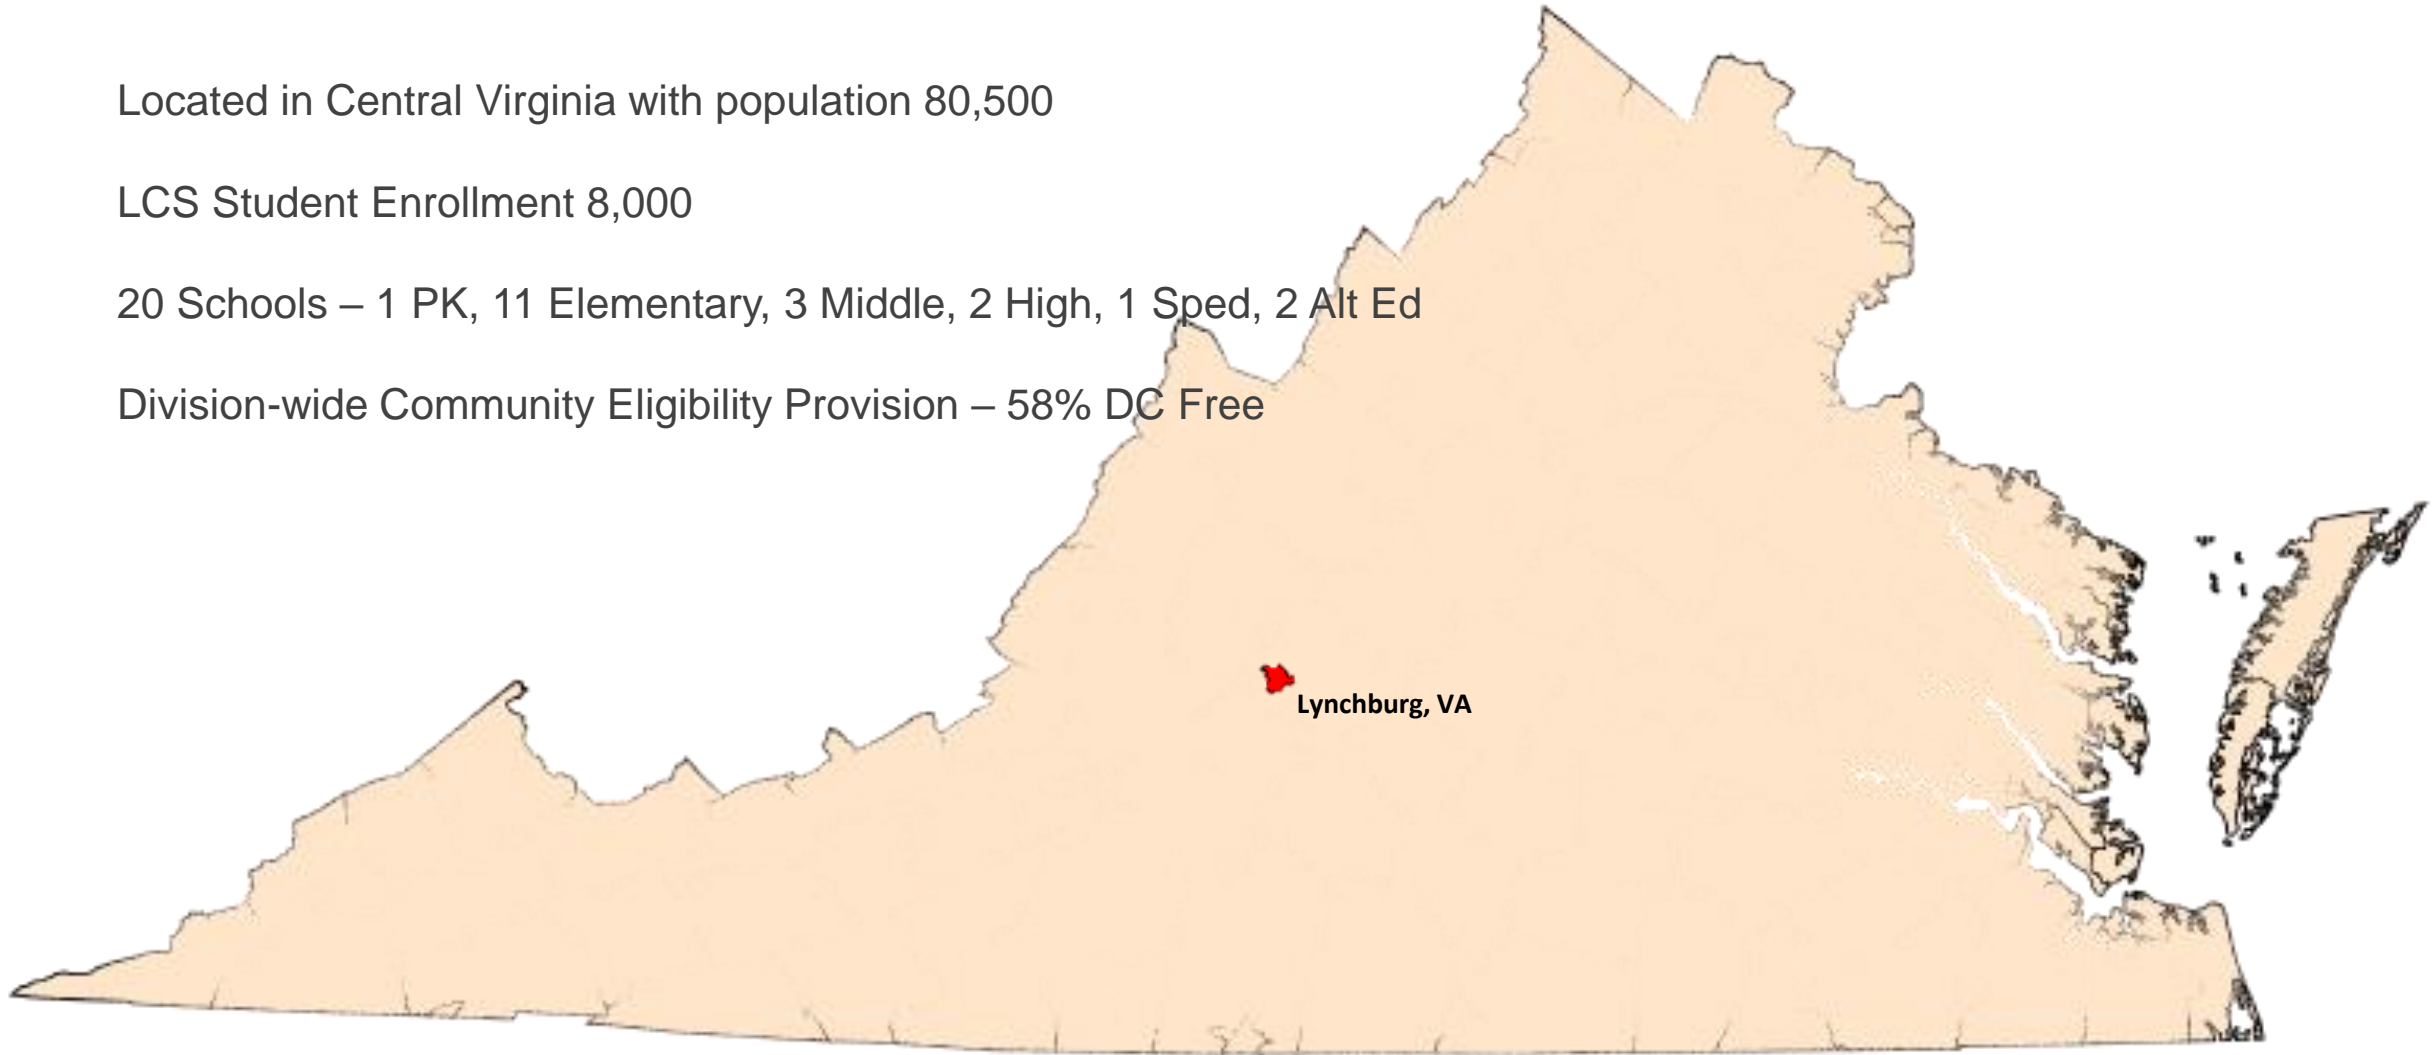 Located in Central Virginia with population 80,500
LCS Student Enrollment 8,000
20 Schools – 1 PK, 11 Elementary, 3 Middle, 2 High, 1 Sped, 2 Alt Ed
Division-wide Community Eligibility Provision – 58% DC Free
Lynchburg, VA